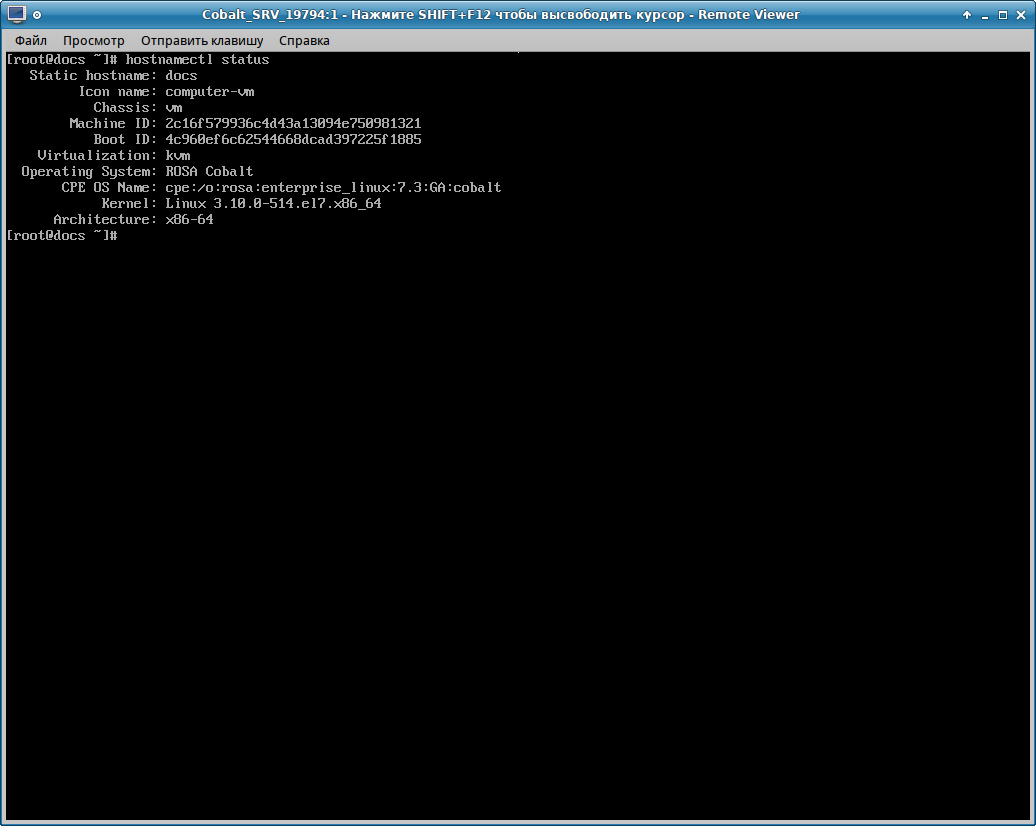 Cobalt_SRV_19794:1 - Нажмите SHIFT+F12 чтобы высвободить курсор - Remote Viewer
Файл Просмотр Отправить клавишу Справка
[root@docs ~]# hostnamectl status
Static hostname: docs
Icon name: computer-vm
Chassis: vm
Machine ID: 2c16f579936c4d43a13094e750981321
Boot ID: 4c960ef6c62544668dcad397225f1885
Virtualization: kvm
Operating System: ROSA Cobalt
CPE OS Name: cpe:/o:rosa:enterprise_linux:7.3:GA:cobalt
Kernel: Linux 3.10.0-514.el7.x86_64
Architecture: x86-64
[root@docs ~]#